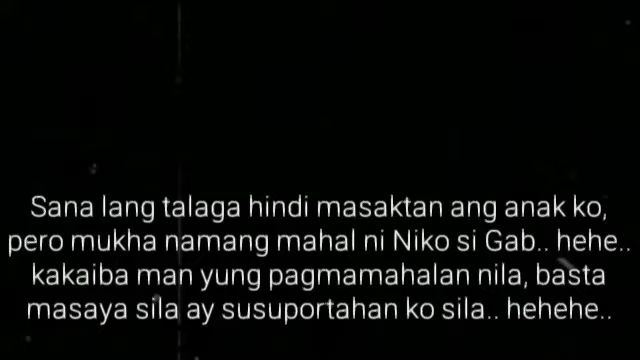 Sana lang talaga hindi masaktan ang anak ko,
pero mukha namang mahal ni Niko si Gab.. hehe..
kakaiba man yung pagmamahalan nila, basta
masaya sila ay susuportahan ko sila.. hehehe..